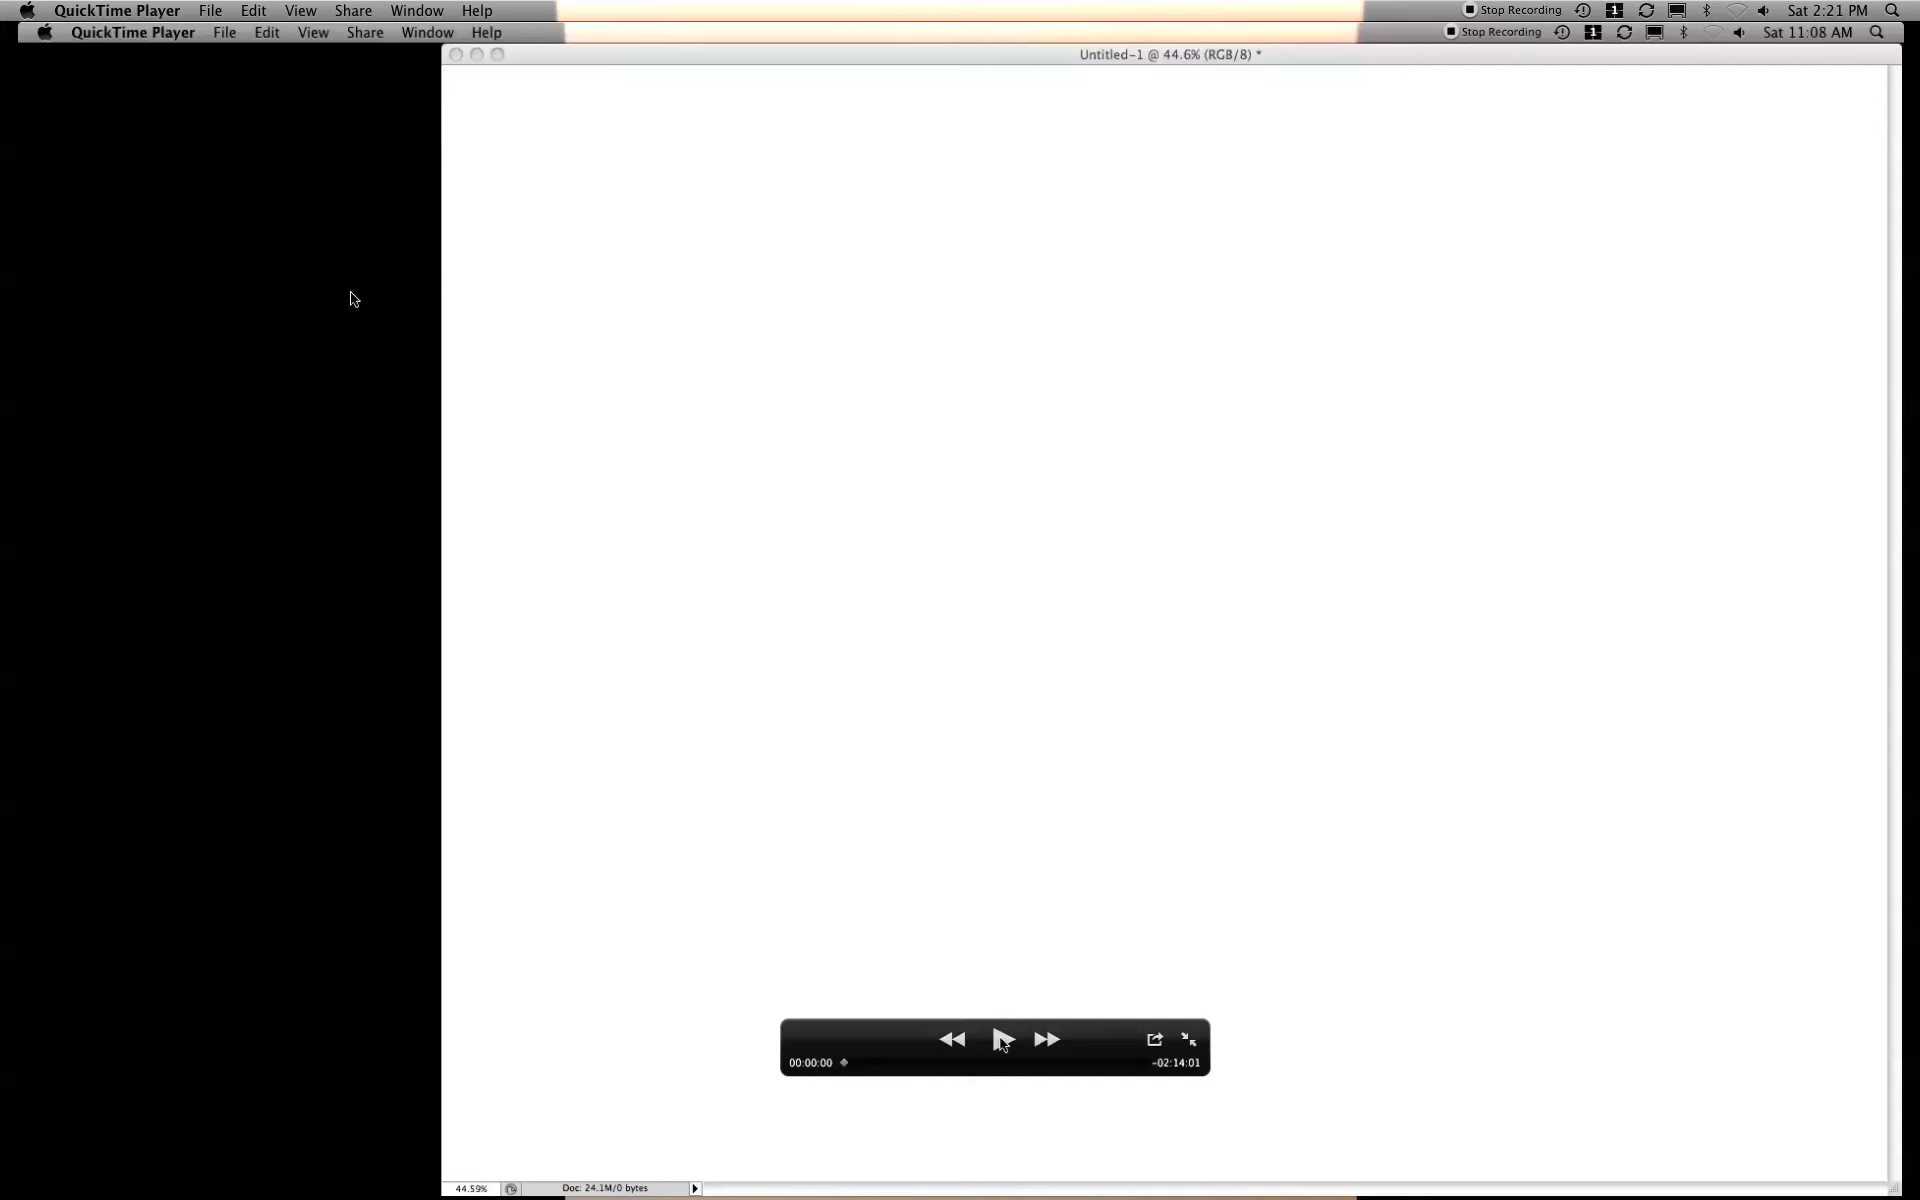 QuickTime Player File Edit View Share Window Help Stop Recording 1 Sat 2:21 PM
QuickTime Player File Edit View Share Window Help Stop Recording 1 Sat 11:08 AM
Untitled-1 @ 44.6% (RGB/8) *
00:00:00 -02:14:01
44.59% Doc: 24.1M/0 bytes